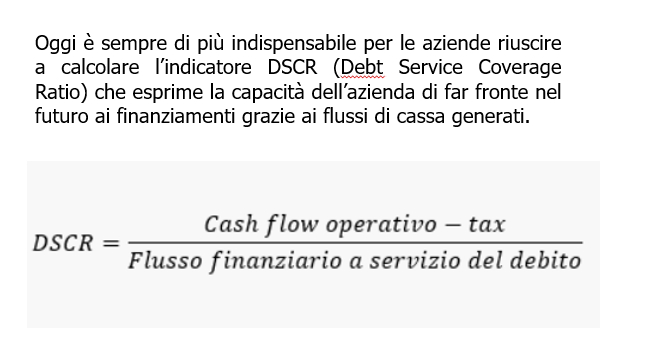 Oggi è sempre di più indispensabile per le aziende riuscire
a calcolare l’indicatore DSCR (Debt Service Coverage
Ratio) che esprime la capacità dell’azienda di far fronte nel
futuro ai finanziamenti grazie ai flussi di cassa generati.
DSCR = Cash flow operativo – tax
Flusso finanziario a servizio del debito